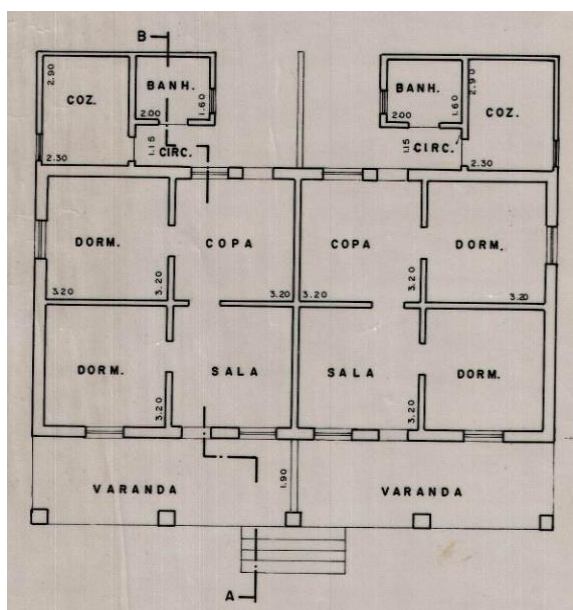 B
2.90
BANH.
COZ.
2.00
1.60
1.15
CIRC.
2.30
BANH.
2.90
COZ.
2.00
1.60
1.15
CIRC.
2.30
DORM.
COPA
COPA
DORM.
3.20
3.20
3.20
3.20
3.20
3.20
DORM.
SALA
SALA
DORM.
3.20
3.20
VARANDA
1.90
VARANDA
A